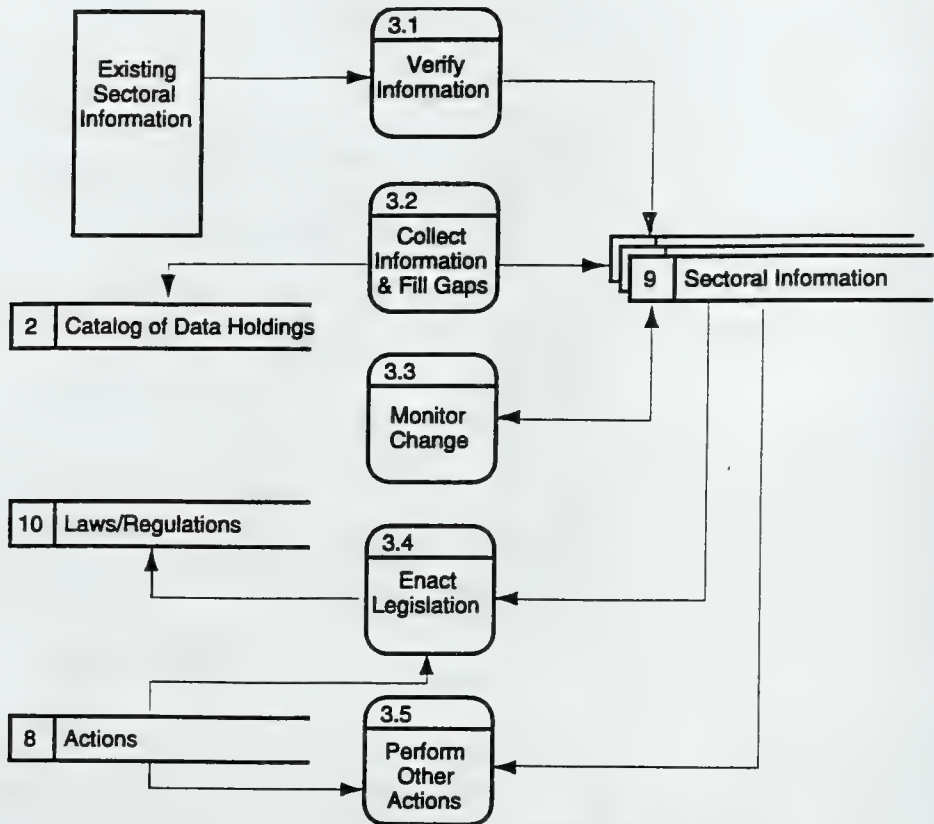 Existing
Sectoral
Information
3.1
Verify
Information
3.2
Collect
Information
& Fill Gaps
9 Sectoral Information
2 Catalog of Data Holdings
3.3
Monitor
Change
10 Laws/Regulations
3.4
Enact
Legislation
8 Actions
3.5
Perform
Other
Actions